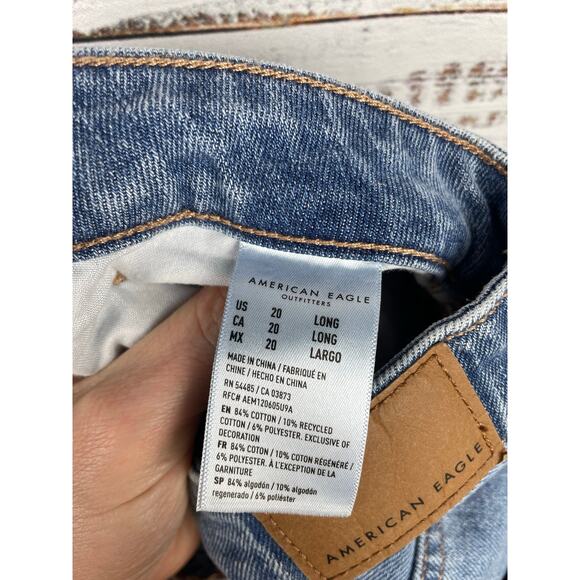 AMERICAN EAGLE
OUTFITTERS
US 20 LONG
CA 20 LONG
MX 20 LARGO
MADE IN CHINA / FABRIQUÉ EN
CHINE / HECHO EN CHINA
RN 54485 / CA 03873
RFC# AEM120605U9A
EN 84% COTTON / 10% RECYCLED
COTTON / 6% POLYESTER. EXCLUSIVE OF
DECORATION
FR 84% COTTON / 10% COTON RÉGÉNÉRÉ /
6% POLYESTER. À L'EXCEPTION DE LA
GARNITURE
SP 84% algodón / 10% algodón
regenerado / 6% poliéster
AMERICAN EAGLE